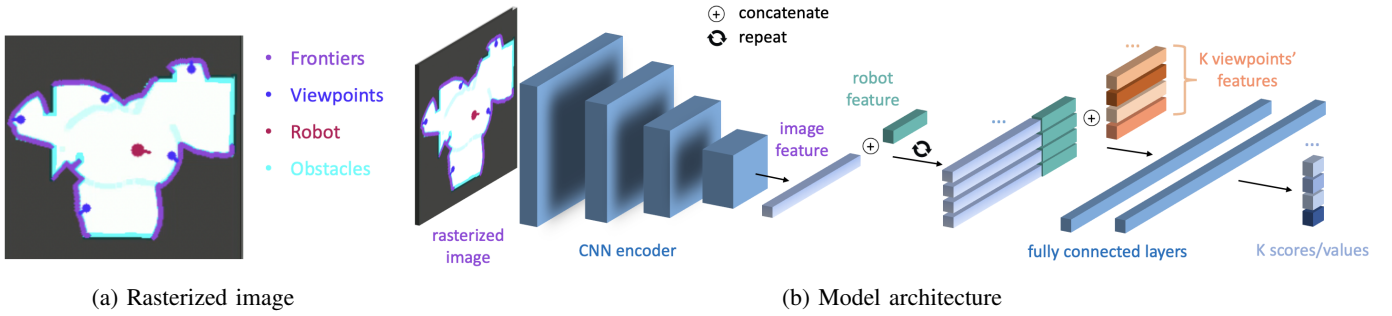 • Frontiers
• Viewpoints
• Robot
• Obstacles
(a) Rasterized image
concatenate
repeat
rasterized
image
CNN encoder
image
feature
robot
feature
...
...
K viewpoints'
features
fully connected layers
...
K scores/values
(b) Model architecture